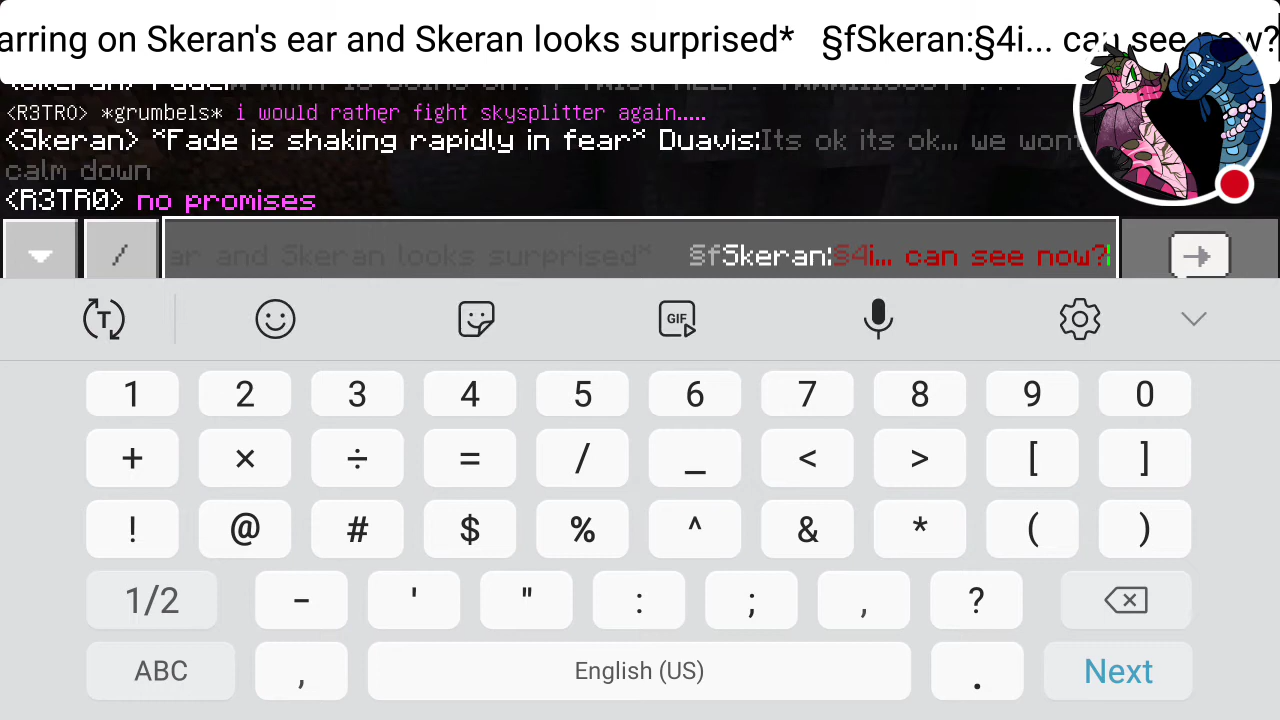 arring on Skeran's ear and Skeran looks surprised* §fSkeran:§4i... can see now?
<R3TRO> *grumbels* i would rather fight skysplitter again.....
<Skeran> *Fade is shaking rapidly in fear* Duavis:Its ok its ok... we wont
calm down
<R3TR0> no promises
/ ar and Skeran looks surprised* §fSkeran:§4i... can see now?
T GIF
1 2 3 4 5 6 7 8 9 0
+ × ÷ = / _ < > [ ]
! @ # $ % ^ & * ( )
1/2 - ' " : ; , ?
ABC , English (US) . Next